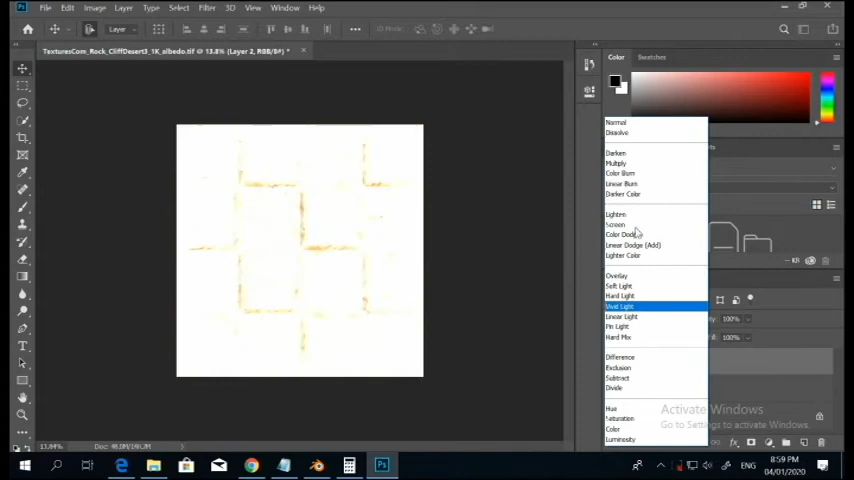 File Edit Image Layer Type Select Filter 3D View Window Help
Layer
3D Mode
TexturesCom_Rock_CliffDesert3_1K_albedo.tif @ 13.8% (Layer 2, RGB/8#) *
Color Swatches
Normal
Dissolve
Darken
Multiply
Color Burn
Linear Burn
Darker Color
Lighten
Screen
Color Dodge
Linear Dodge (Add)
Lighter Color
Overlay
Soft Light
Hard Light
Vivid Light
Linear Light
Pin Light
Hard Mix
Difference
Exclusion
Subtract
Divide
Hue
Saturation
Color
Luminosity
100%
100%
Activate Windows
Go to Settings to activate Windows.
ENG
8:59 PM
04/01/2020